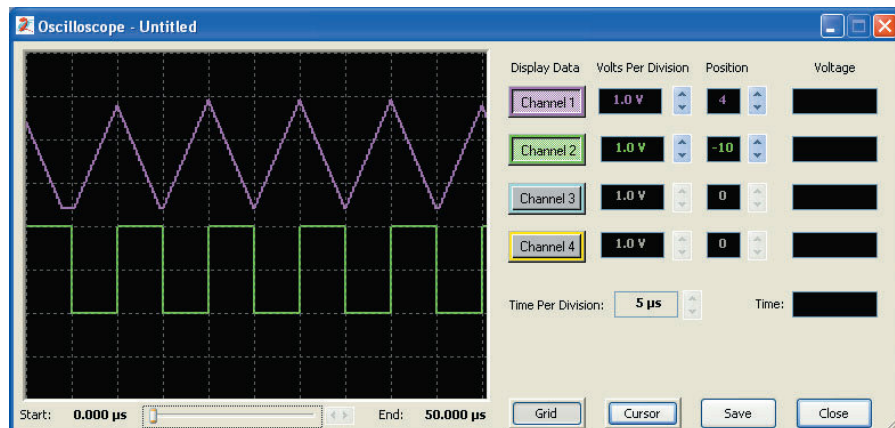 Oscilloscope - Untitled
Display Data Volts Per Division Position Voltage
Channel 1 1.0 V 4
Channel 2 1.0 V -10
Channel 3 1.0 V 0
Channel 4 1.0 V 0
Time Per Division: 5 µs Time:
Start: 0.000 µs End: 50.000 µs Grid Cursor Save Close